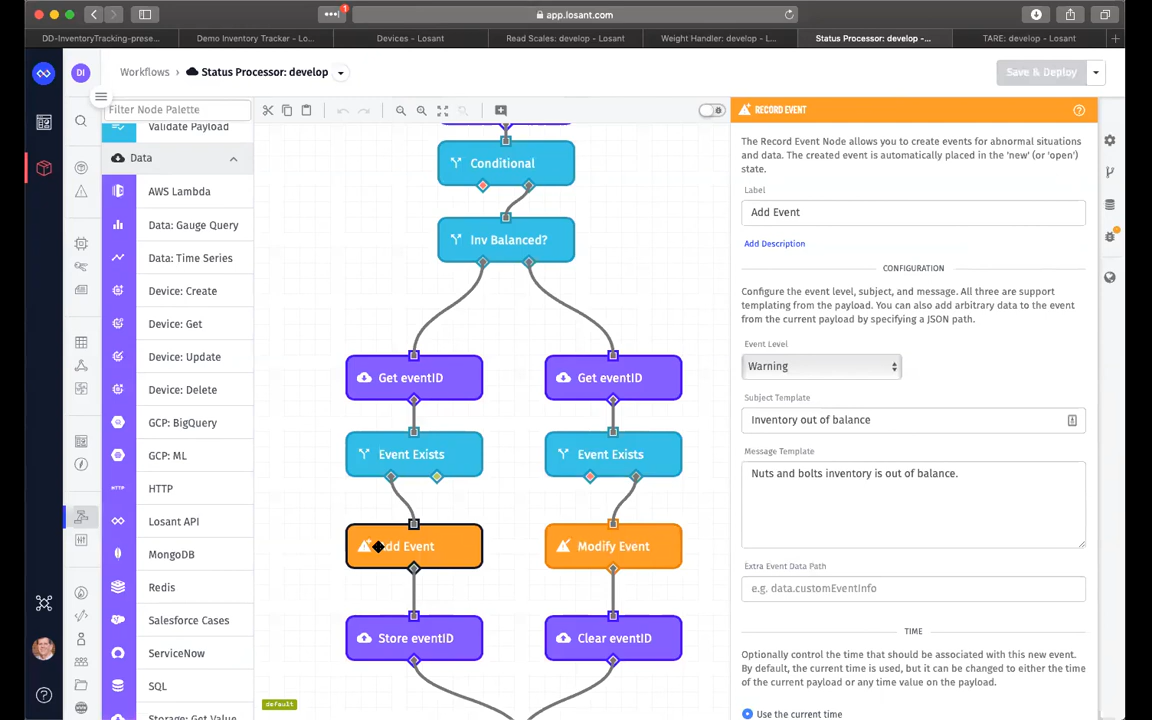 1
app.losant.com
DD-InventoryTracking-prese...
Demo Inventory Tracker - Lo...
Devices - Losant
Read Scales: develop - Losant
Weight Handler: develop - L...
Status Processor: develop -...
TARE: develop - Losant
DI
Workflows
Status Processor: develop
Save & Deploy
Filter Node Palette
Validate Payload
Data
AWS Lambda
Data: Gauge Query
Data: Time Series
Device: Create
Device: Get
Device: Update
Device: Delete
GCP: BigQuery
GCP: ML
HTTP
HTTP
Losant API
MongoDB
Redis
Salesforce Cases
ServiceNow
SQL
Storage: Get Value
Conditional
Inv Balanced?
Get eventID
Get eventID
Event Exists
Event Exists
dd Event
Modify Event
Store eventID
Clear eventID
default
RECORD EVENT
The Record Event Node allows you to create events for abnormal situations
and data. The created event is automatically placed in the 'new' (or 'open')
state.
Label
Add Event
Add Description
CONFIGURATION
Configure the event level, subject, and message. All three are support
templating from the payload. You can also add arbitrary data to the event
from the current payload by specifying a JSON path.
Event Level
Warning
Subject Template
Inventory out of balance
Message Template
Nuts and bolts inventory is out of balance.
Extra Event Data Path
e.g. data.customEventInfo
TIME
Optionally control the time that should be associated with this new event.
By default, the current time is used, but it can be changed to either the time
of the current payload or any time value on the payload.
Use the current time